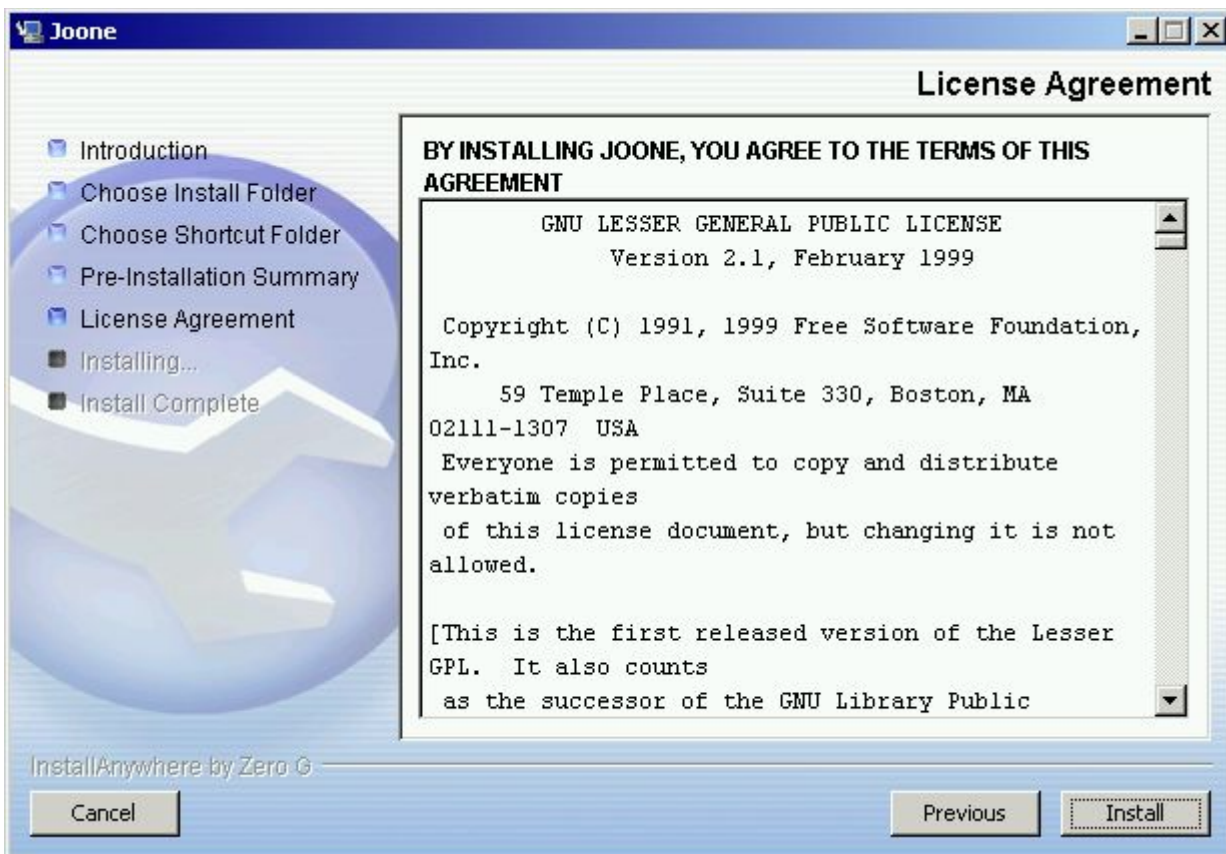 Joone
License Agreement
Introduction
Choose Install Folder
Choose Shortcut Folder
Pre-Installation Summary
License Agreement
Installing...
Install Complete
BY INSTALLING JOONE, YOU AGREE TO THE TERMS OF THIS
AGREEMENT
GNU LESSER GENERAL PUBLIC LICENSE
Version 2.1, February 1999
Copyright (C) 1991, 1999 Free Software Foundation,
Inc.
59 Temple Place, Suite 330, Boston, MA
02111-1307  USA
Everyone is permitted to copy and distribute
verbatim copies
of this license document, but changing it is not
allowed.
[This is the first released version of the Lesser
GPL.  It also counts
as the successor of the GNU Library Public
InstallAnywhere by Zero G
Cancel
Previous
Install